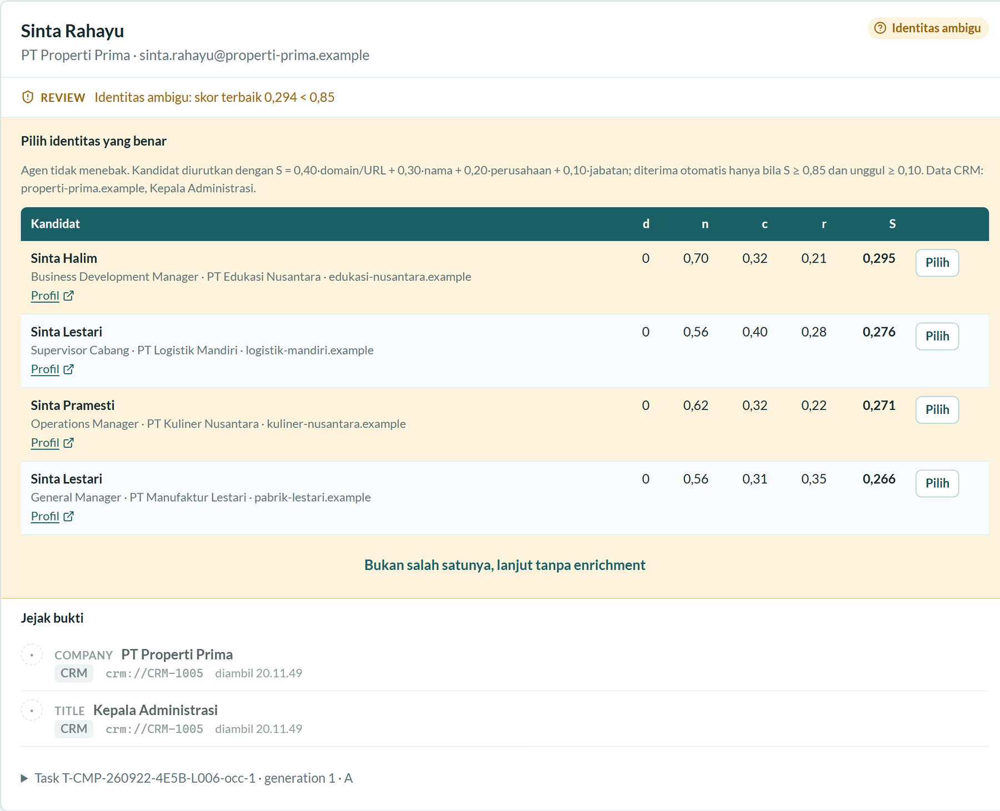 Sinta Rahayu
Identitas ambigu
PT Properti Prima · sinta.rahayu@properti-prima.example
REVIEW Identitas ambigu: skor terbaik 0,294 < 0,85
Pilih identitas yang benar
Agen tidak menebak. Kandidat diurutkan dengan S = 0,40·domain/URL + 0,30·nama + 0,20·perusahaan + 0,10·jabatan; diterima otomatis hanya bila S ≥ 0,85 dan unggul ≥ 0,10. Data CRM:
properti-prima.example, Kepala Administrasi.
Kandidat d n c r S
Sinta Halim 0 0,70 0,32 0,21 0,295 Pilih
Business Development Manager · PT Edukasi Nusantara · edukasi-nusantara.example
Profil
Sinta Lestari 0 0,56 0,40 0,28 0,276 Pilih
Supervisor Cabang · PT Logistik Mandiri · logistik-mandiri.example
Profil
Sinta Pramesti 0 0,62 0,32 0,22 0,271 Pilih
Operations Manager · PT Kuliner Nusantara · kuliner-nusantara.example
Profil
Sinta Lestari 0 0,56 0,31 0,35 0,266 Pilih
General Manager · PT Manufaktur Lestari · pabrik-lestari.example
Profil
Bukan salah satunya, lanjut tanpa enrichment
Jejak bukti
COMPANY PT Properti Prima
CRM crm://CRM-1005 diambil 20.11.49
TITLE Kepala Administrasi
CRM crm://CRM-1005 diambil 20.11.49
Task T-CMP-260922-4E5B-L006-occ-1 · generation 1 · A